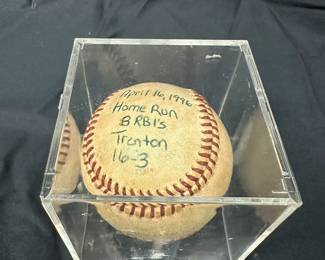 April 16, 1996
Home Run
8 RBI's
Trenton
16-3